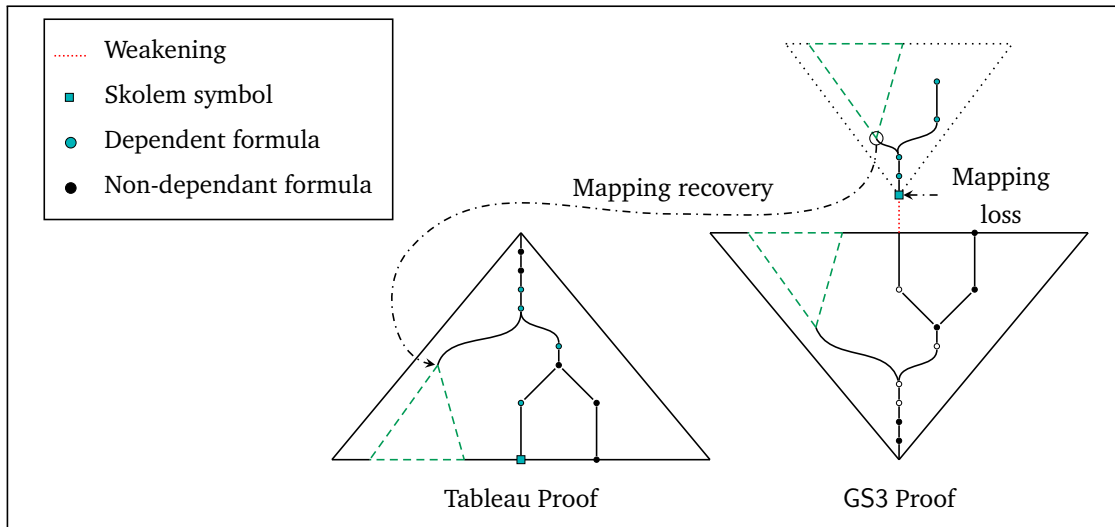 Weakening
Skolem symbol
Dependent formula
Non-dependant formula
Mapping recovery
Mapping
loss
Tableau Proof
GS3 Proof